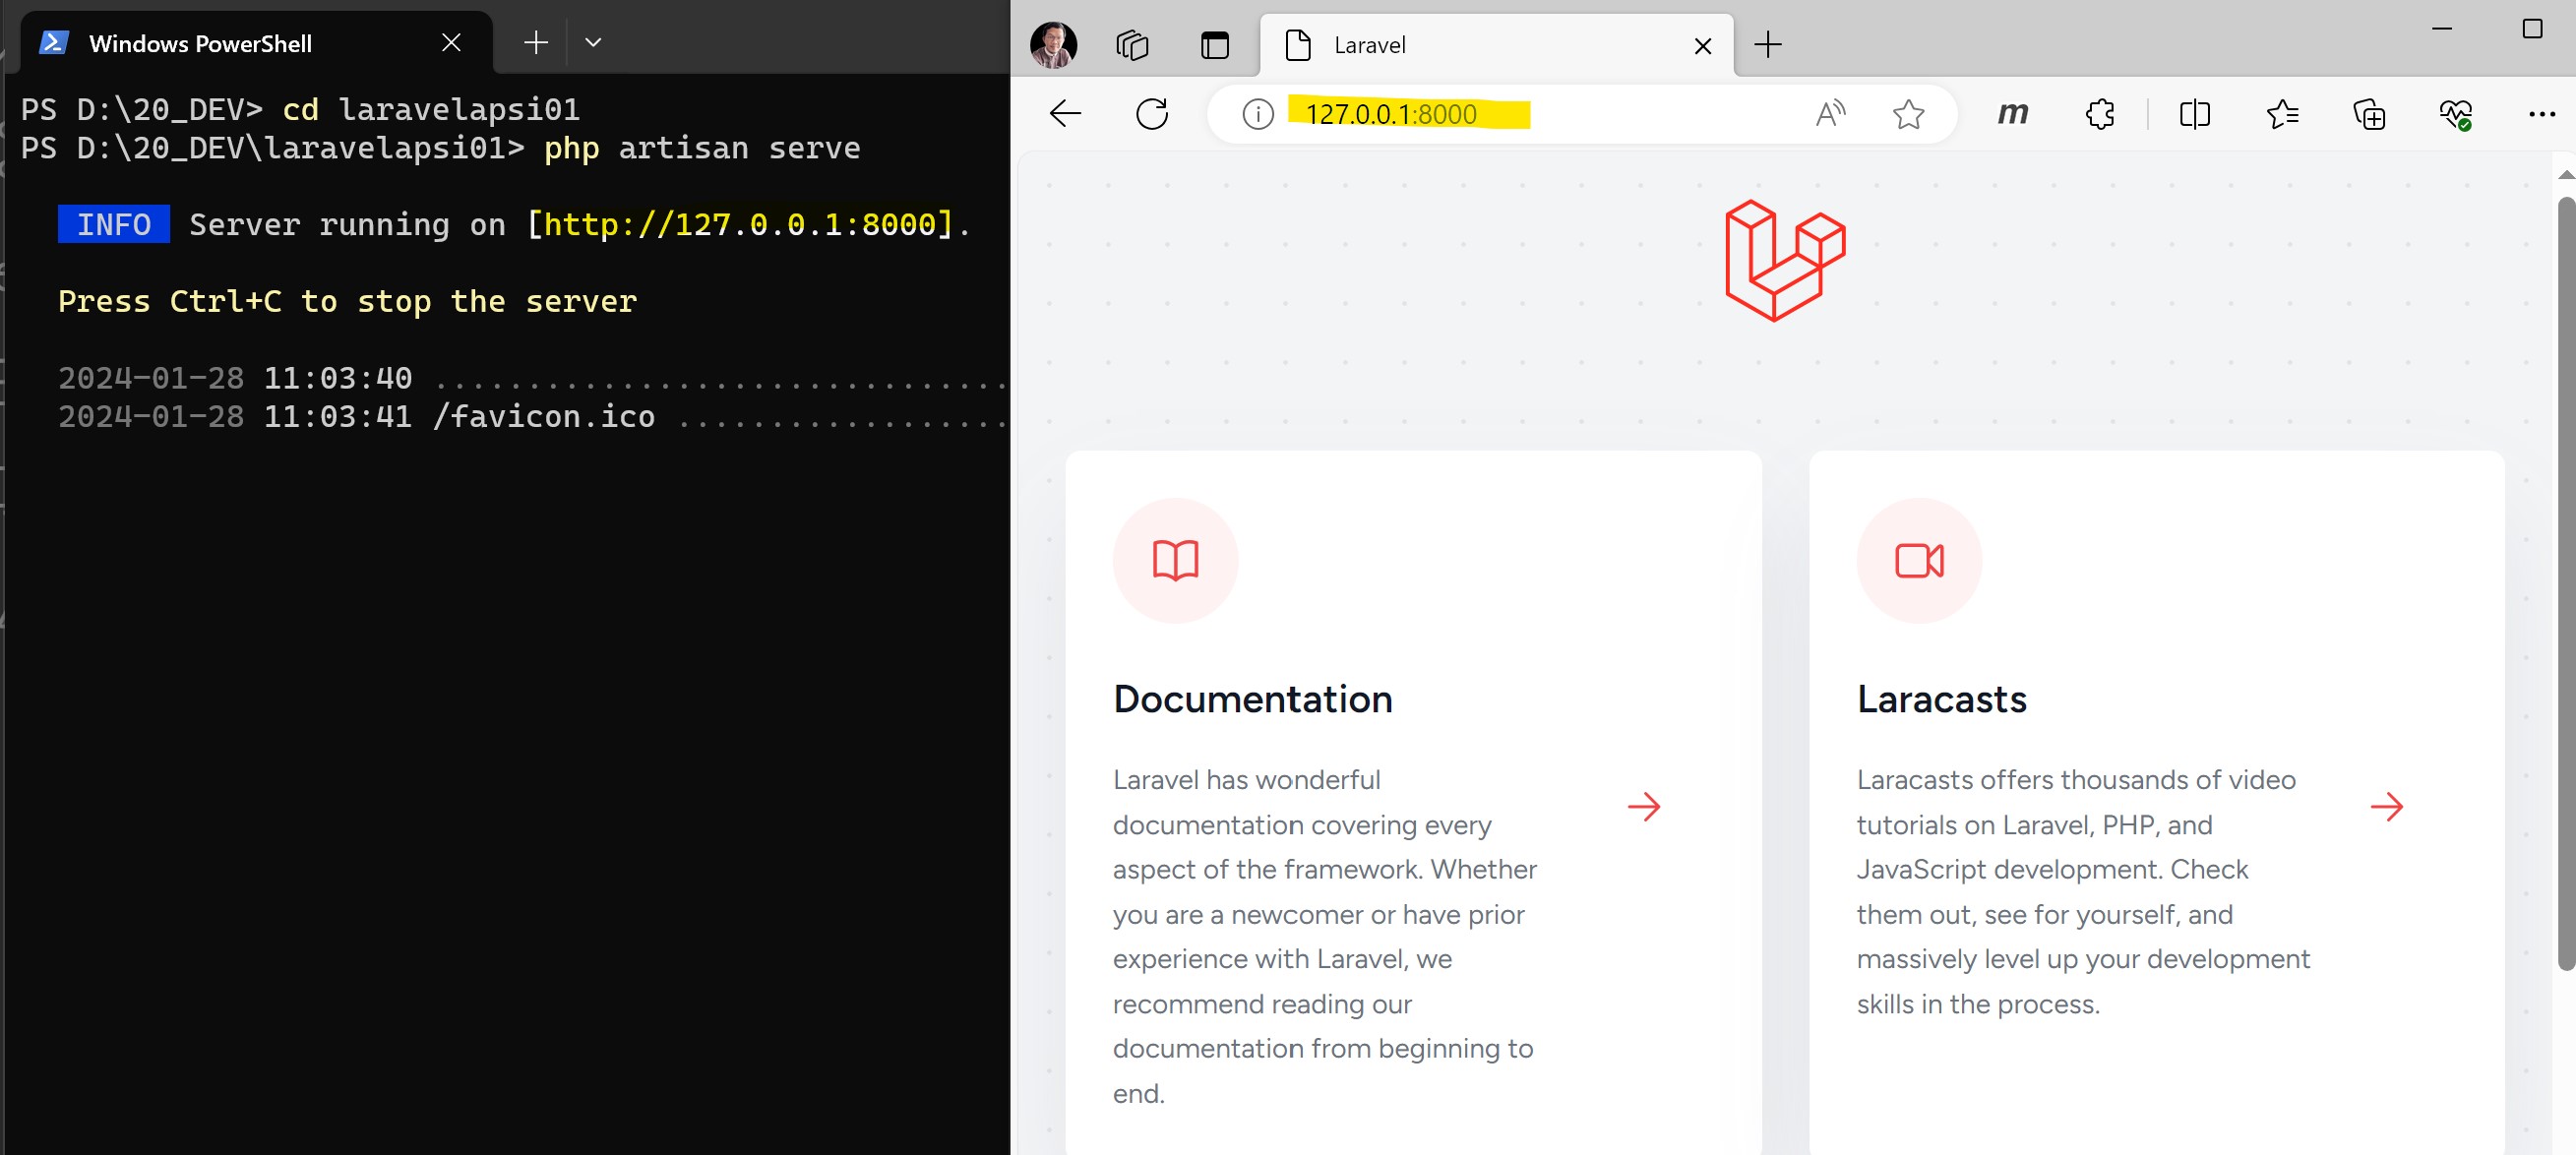 Windows PowerShell
PS D:\20_DEV> cd laravelapsi01
PS D:\20_DEV\laravelapsi01> php artisan serve
INFO Server running on [http://127.0.0.1:8000].
Press Ctrl+C to stop the server
2024-01-28 11:03:40 ...............................
2024-01-28 11:03:41 /favicon.ico ..................
Laravel
127.0.0.1:8000
m
Documentation
Laravel has wonderful
documentation covering every
aspect of the framework. Whether
you are a newcomer or have prior
experience with Laravel, we
recommend reading our
documentation from beginning to
end.
Laracasts
Laracasts offers thousands of video
tutorials on Laravel, PHP, and
JavaScript development. Check
them out, see for yourself, and
massively level up your development
skills in the process.